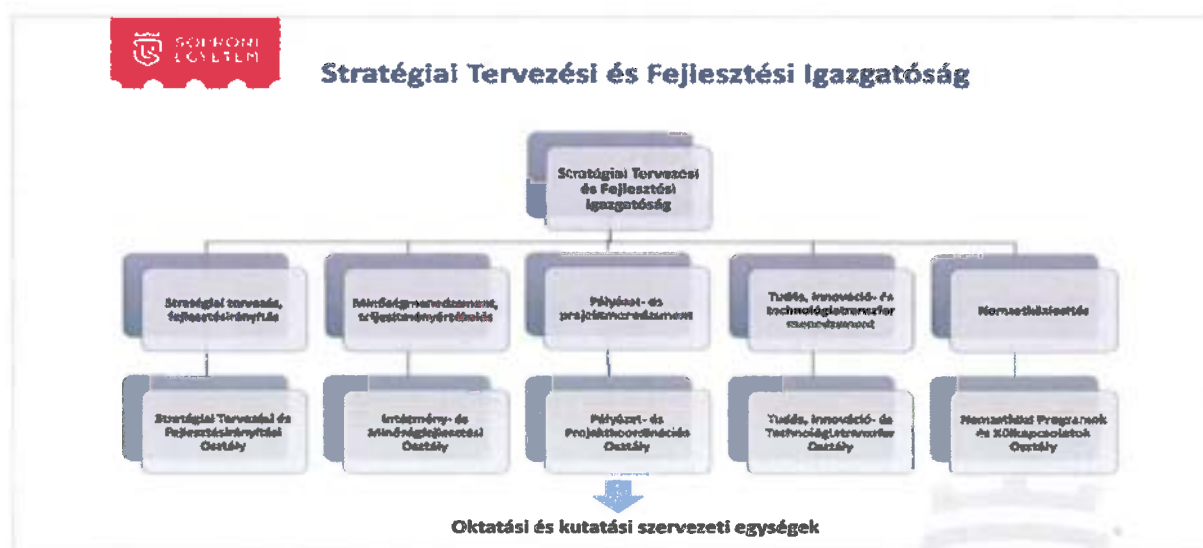 SOPRONI
EGYETEM
Stratégiai Tervezési és Fejlesztési Igazgatóság
Stratégiai Tervezési
és Fejlesztési
Igazgatóság
Stratégiai tervezés,
fejlesztésirányítás
Minőségmenedzsment,
teljesítményértékelés
Pályázat- és
projektmenedzsment
Tudás, innováció- és
technológiatranszfer
menedzsment
Nemzetköziesítés
Stratégiai Tervezési és
Fejlesztésirányítási
Osztály
Intézmény- és
Minőségfejlesztési
Osztály
Pályázat- és
Projektkoordinációs
Osztály
Tudás, Innováció- és
Technológiatranszfer
Osztály
Nemzetközi Programok
és Külkapcsolatok
Osztály
Oktatási és kutatási szervezeti egységek